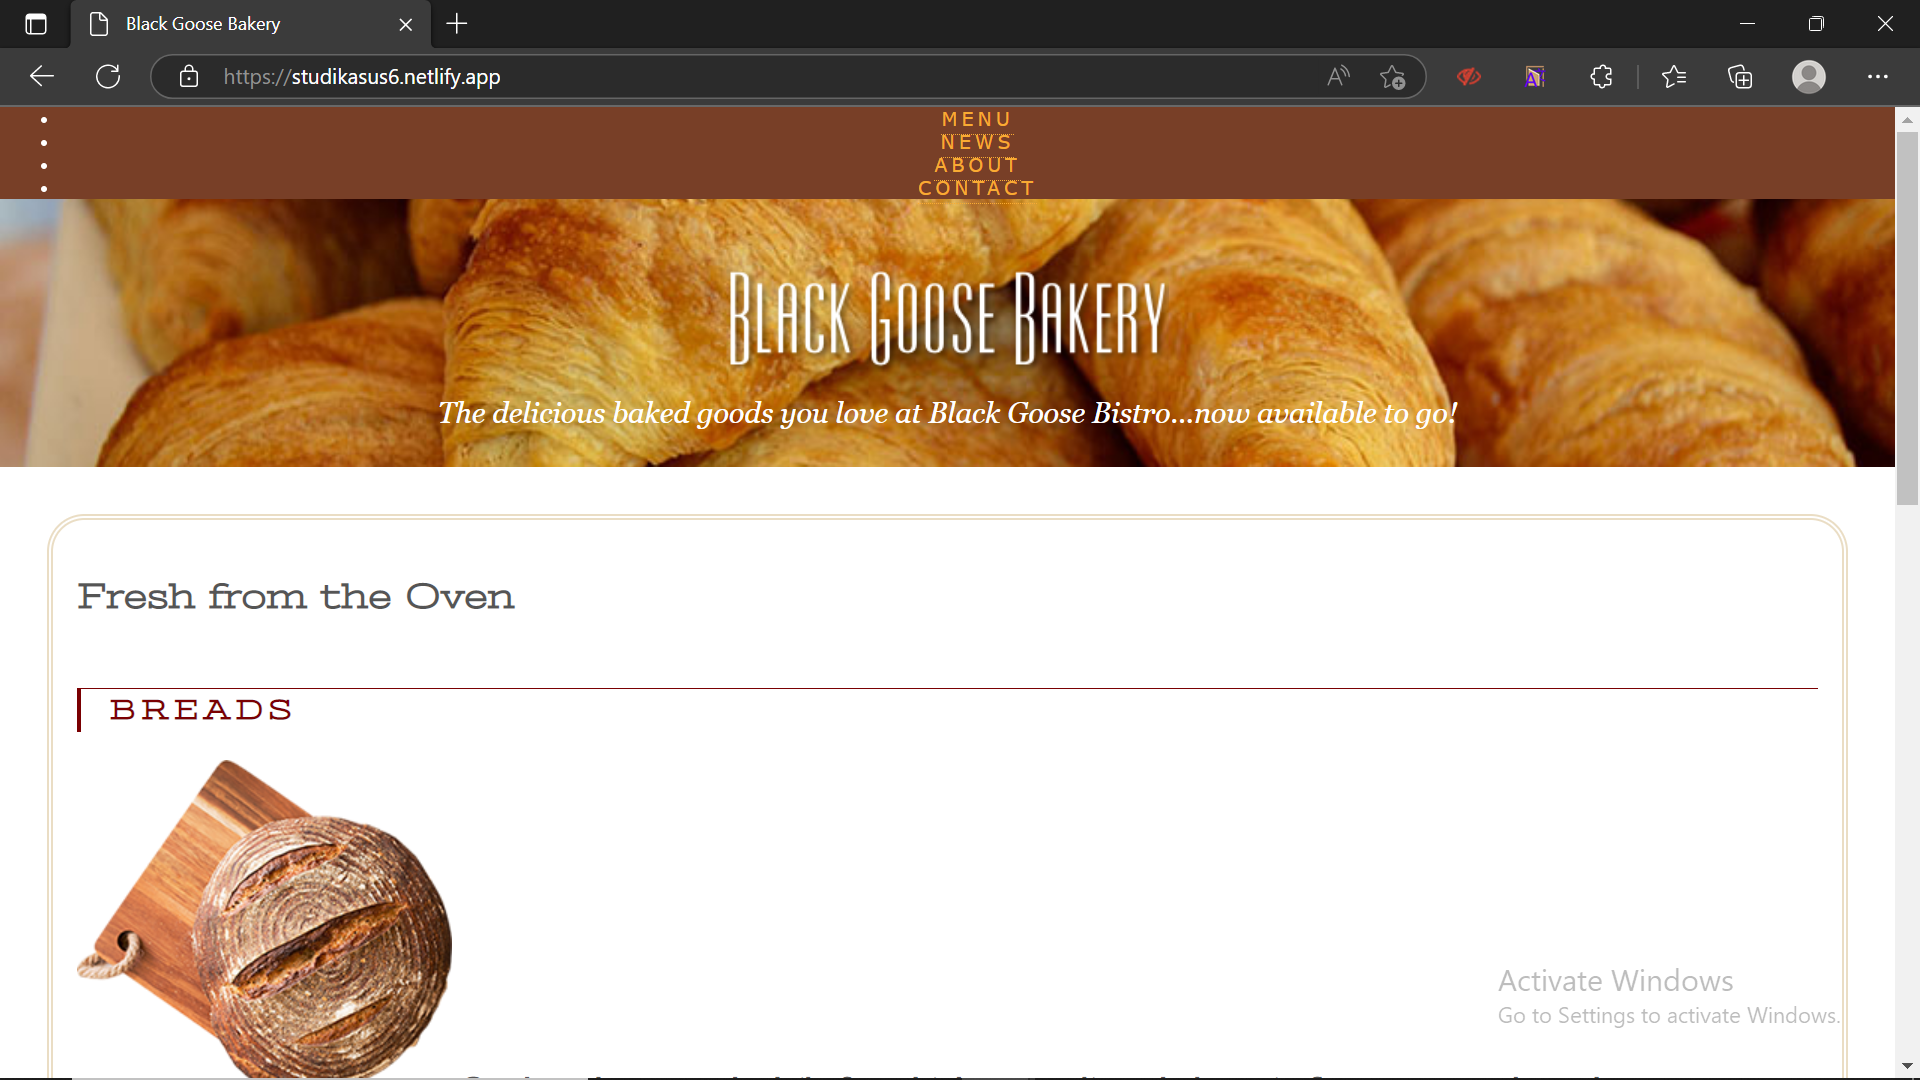 Black Goose Bakery
https://studikasus6.netlify.app
MENU
NEWS
ABOUT
CONTACT
BLACK GOOSE BAKERY
The delicious baked goods you love at Black Goose Bistro...now available to go!
Fresh from the Oven
BREADS
Activate Windows
Go to Settings to activate Windows.